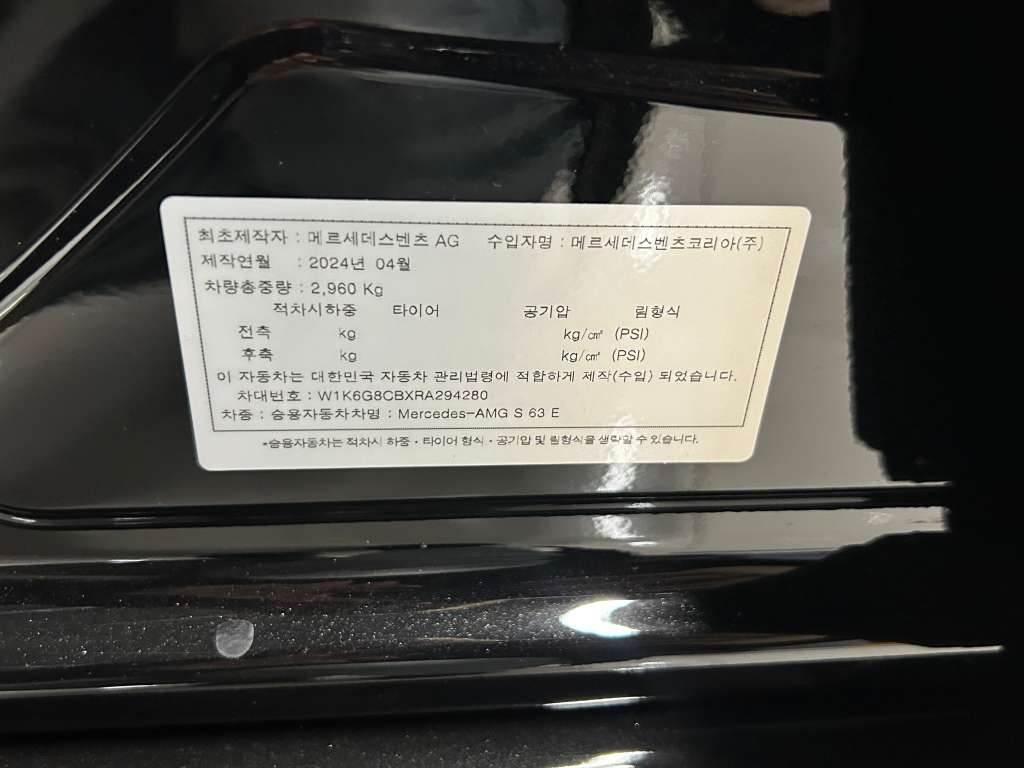 최초제작자 : 메르세데스벤츠 AG 수입자명 : 메르세데스벤츠코리아(주)
제작연월 : 2024년 04월
차량총중량 : 2,960 Kg
적차시하중 타이어 공기압 림형식
전축 kg kg/㎠ (PSI)
후축 kg kg/㎠ (PSI)
이 자동차는 대한민국 자동차 관리법령에 적합하게 제작(수입) 되었습니다.
차대번호 : W1K6G8CBXRA294280
차종 : 승용자동차차명 : Mercedes-AMG S 63 E
*승용자동차는 적차시 하중 · 타이어 형식 · 공기압 및 림형식을 생략할 수 있습니다.